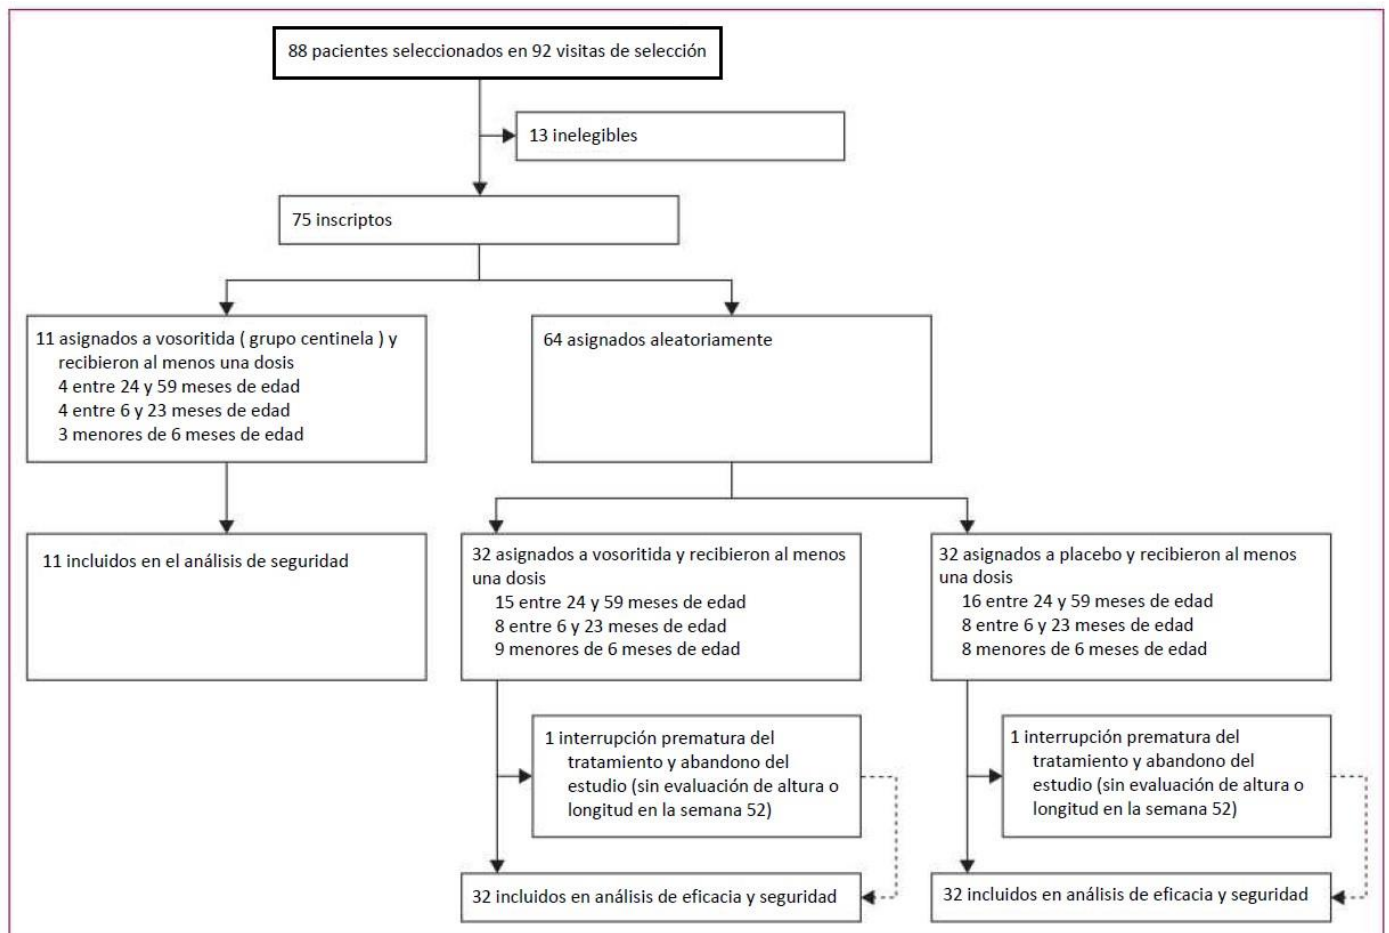 88 pacientes seleccionados en 92 visitas de selección
13 inelegibles
75 inscriptos
11 asignados a vosoritida ( grupo centinela ) y
recibieron al menos una dosis
4 entre 24 y 59 meses de edad
4 entre 6 y 23 meses de edad
3 menores de 6 meses de edad
64 asignados aleatoriamente
11 incluidos en el análisis de seguridad
32 asignados a vosoritida y recibieron al menos
una dosis
15 entre 24 y 59 meses de edad
8 entre 6 y 23 meses de edad
9 menores de 6 meses de edad
32 asignados a placebo y recibieron al menos
una dosis
16 entre 24 y 59 meses de edad
8 entre 6 y 23 meses de edad
8 menores de 6 meses de edad
1 interrupción prematura del
tratamiento y abandono del
estudio (sin evaluación de altura o
longitud en la semana 52)
1 interrupción prematura del
tratamiento y abandono del
estudio (sin evaluación de altura o
longitud en la semana 52)
32 incluidos en análisis de eficacia y seguridad
32 incluidos en análisis de eficacia y seguridad